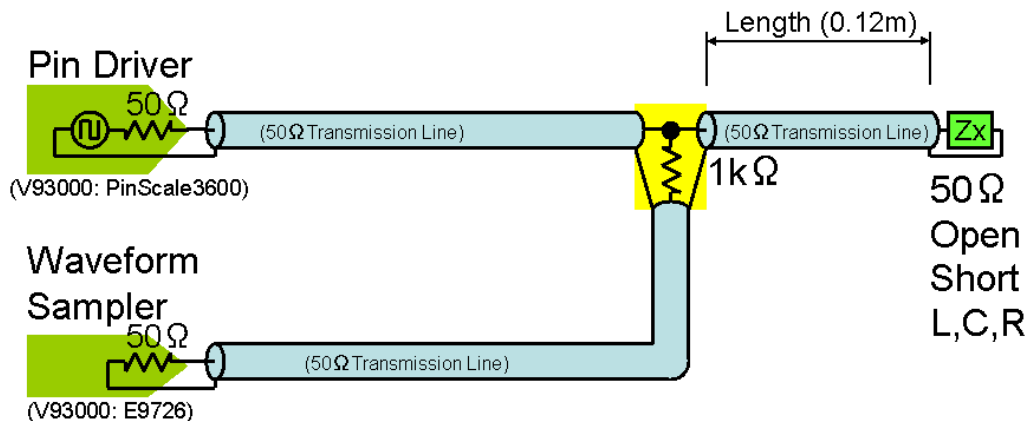 Length (0.12m)
Pin Driver
50Ω
(50Ω Transmission Line)
(50Ω Transmission Line)
Zx
(V93000: PinScale3600)
1kΩ
50Ω
Open
Short
L,C,R
Waveform
Sampler
50Ω
(50Ω Transmission Line)
(V93000: E9726)